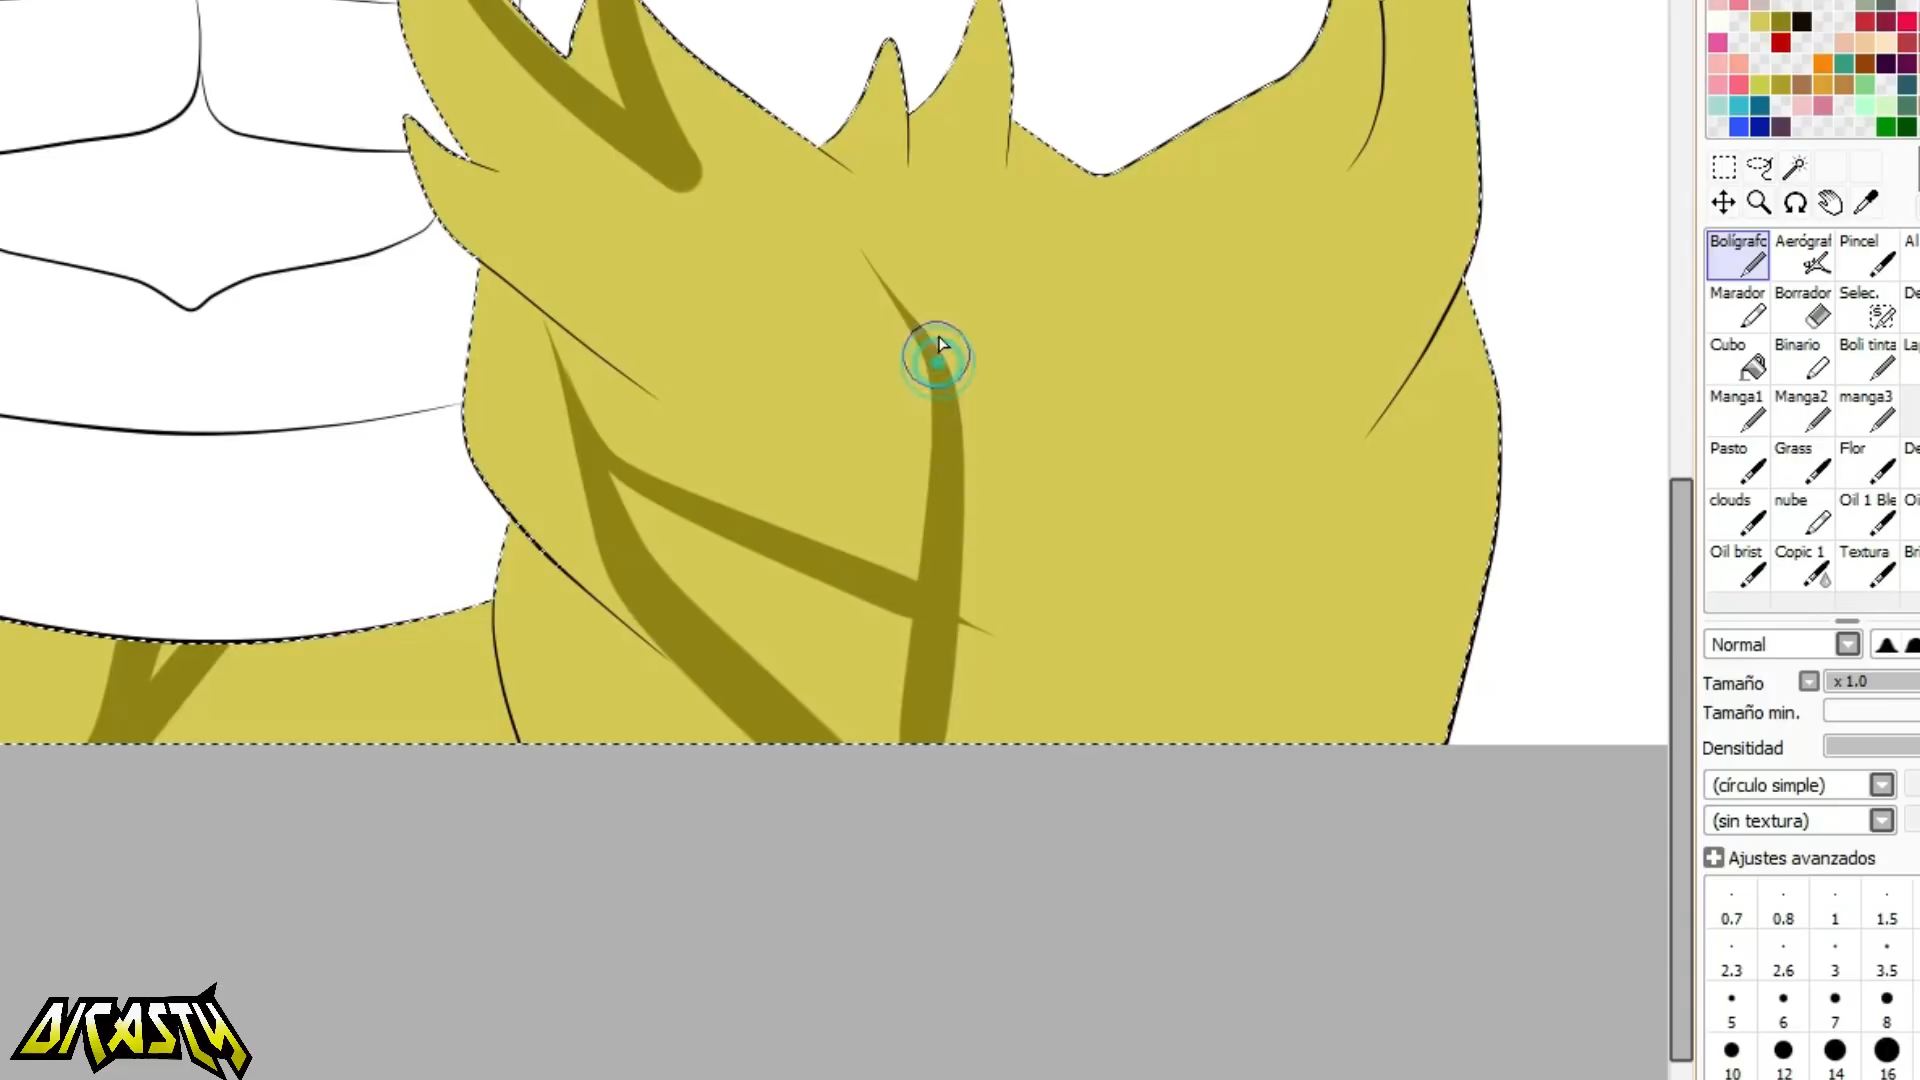 Bolígrafc Aerógraf Pincel Al
Marador Borrador Selec. De
Cubo Binario Boli tinta La
Manga1 Manga2 manga3
Pasto Grass Flor De
clouds nube Oil 1 Ble Oi
Oil brist Copic 1 Textura Bri
Normal
Tamaño x 1.0
Tamaño min.
Densitidad
(círculo simple)
(sin textura)
Ajustes avanzados
0.7 0.8 1 1.5
2.3 2.6 3 3.5
5 6 7 8
10 12 14 16
DICASTY